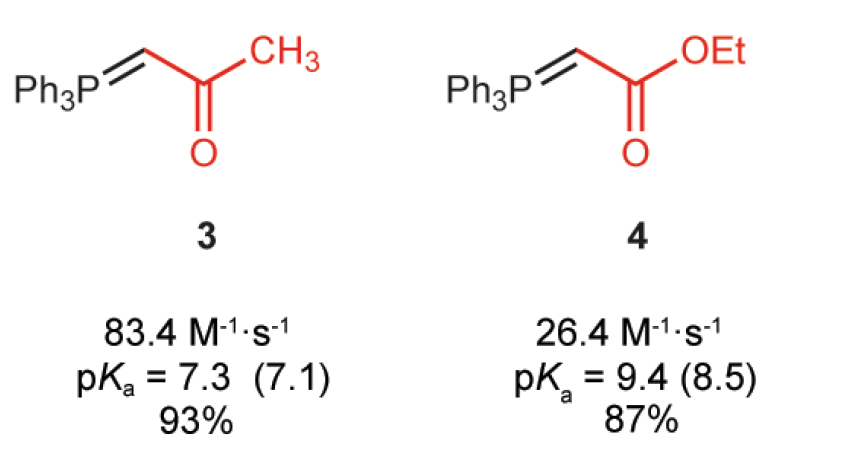 Ph₃P CH₃ O
3
83.4 M⁻¹·s⁻¹
pKₐ = 7.3 (7.1)
93%
Ph₃P OEt O
4
26.4 M⁻¹·s⁻¹
pKₐ = 9.4 (8.5)
87%